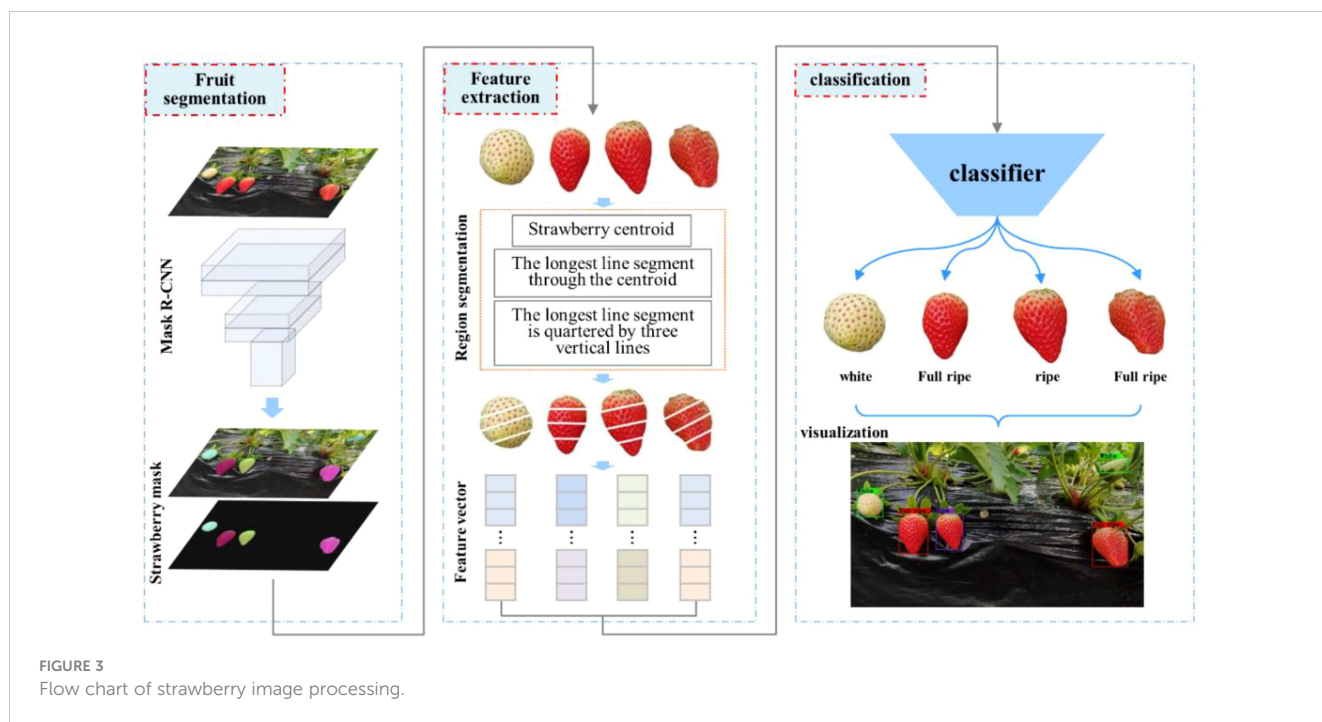 Fruit
segmentation
Mask R-CNN
Strawberry mask
Feature
extraction
Region segmentation
Strawberry centroid
The longest line segment
through the centroid
The longest line segment
is quartered by three
vertical lines
Feature vector
classification
classifier
white
Full ripe
ripe
Full ripe
visualization
FIGURE 3
Flow chart of strawberry image processing.